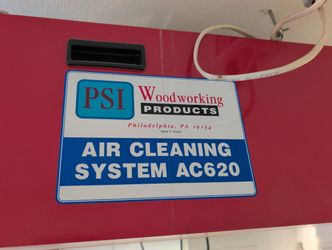 PSI
Woodworking
PRODUCTS
Philadelphia, PA 19154
AIR CLEANING
SYSTEM AC620